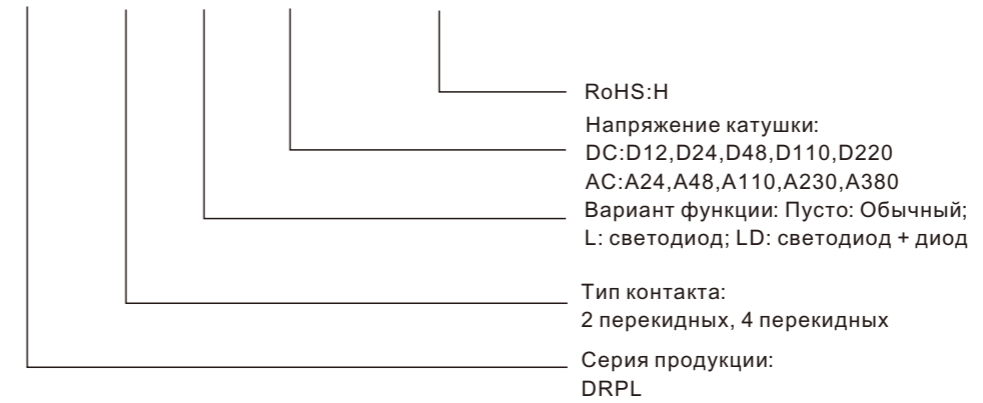 RoHS:H
Напряжение катушки:
DC:D12,D24,D48,D110,D220
AC:A24,A48,A110,A230,A380
Вариант функции: Пусто: Обычный;
L: светодиод; LD: светодиод + диод
Тип контакта:
2 перекидных, 4 перекидных
Серия продукции:
DRPL